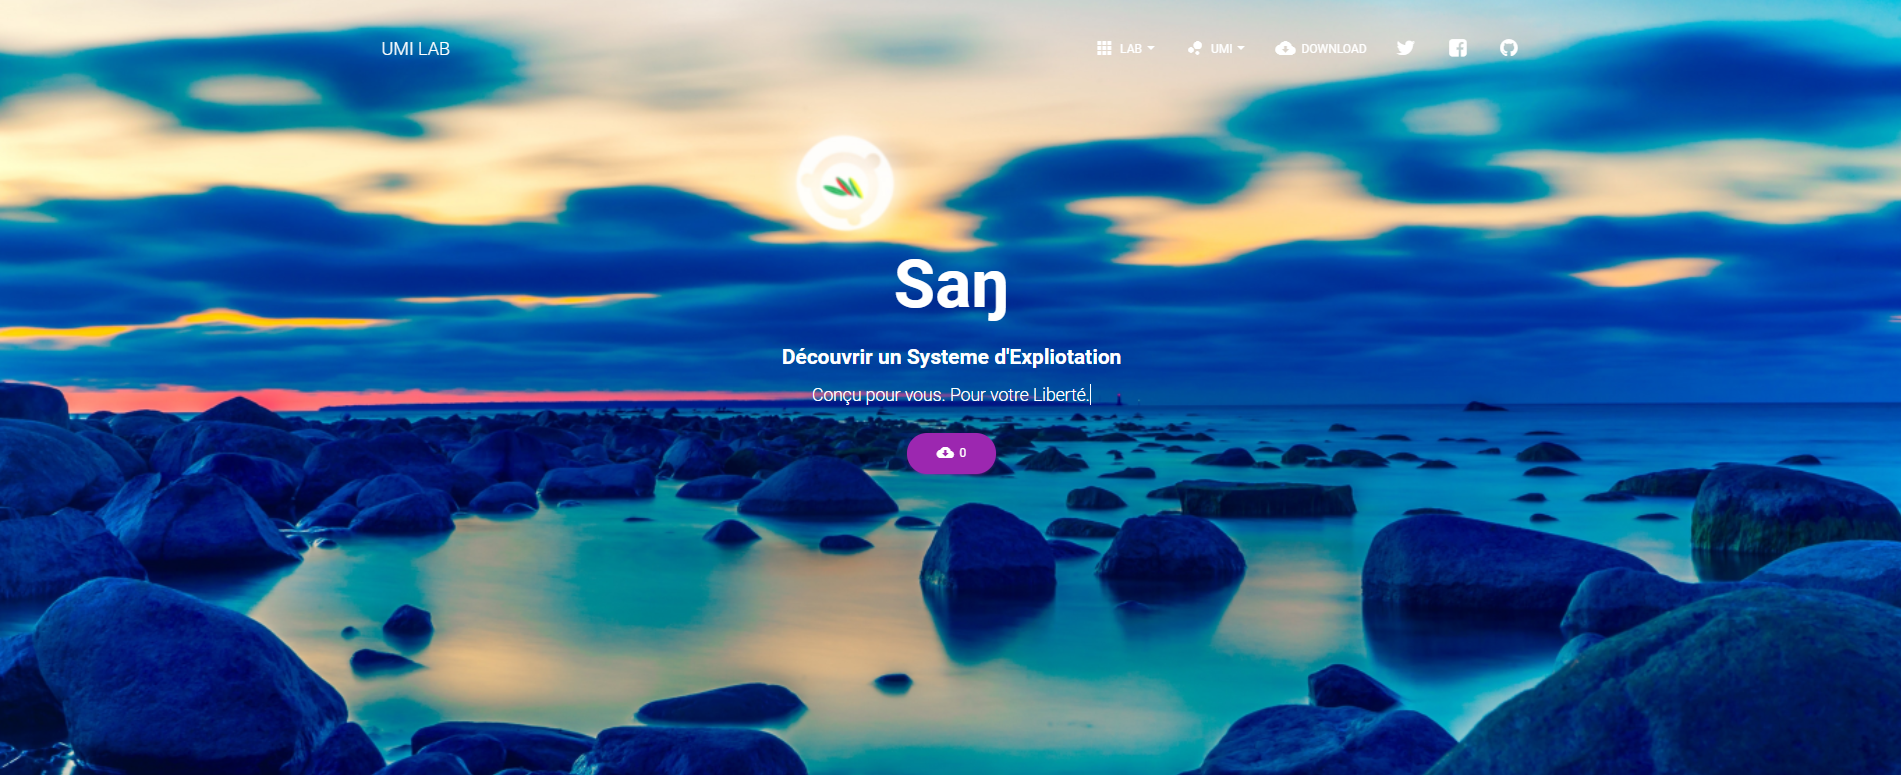 UMI LAB
LAB
UMI
DOWNLOAD
Saŋ
Découvrir un Systeme d'Expliotation
Conçu pour vous. Pour votre Liberté.
0